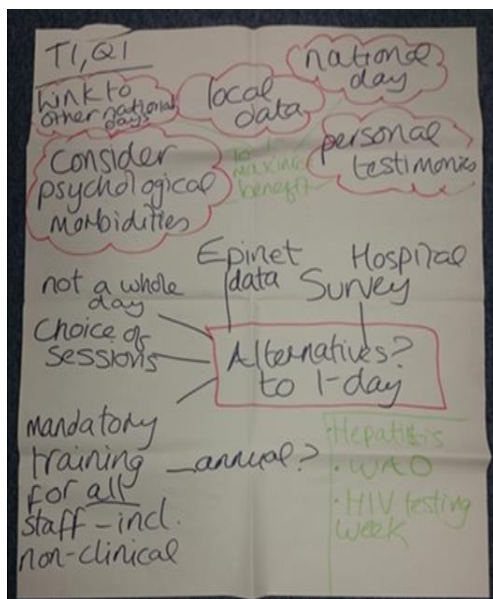 T1, Q1
Link to
other national
days
local
data
national
day
Consider
psychological
morbidities
to
benefit
personal
testimonies
Epinet
data
Hospital
Survey
not a whole
day
Choice of
sessions
Alternatives?
to 1-day
mandatory
training
for all
staff - incl.
non-clinical
annual?
Hepatitis
• WAD
• HIV testing
week